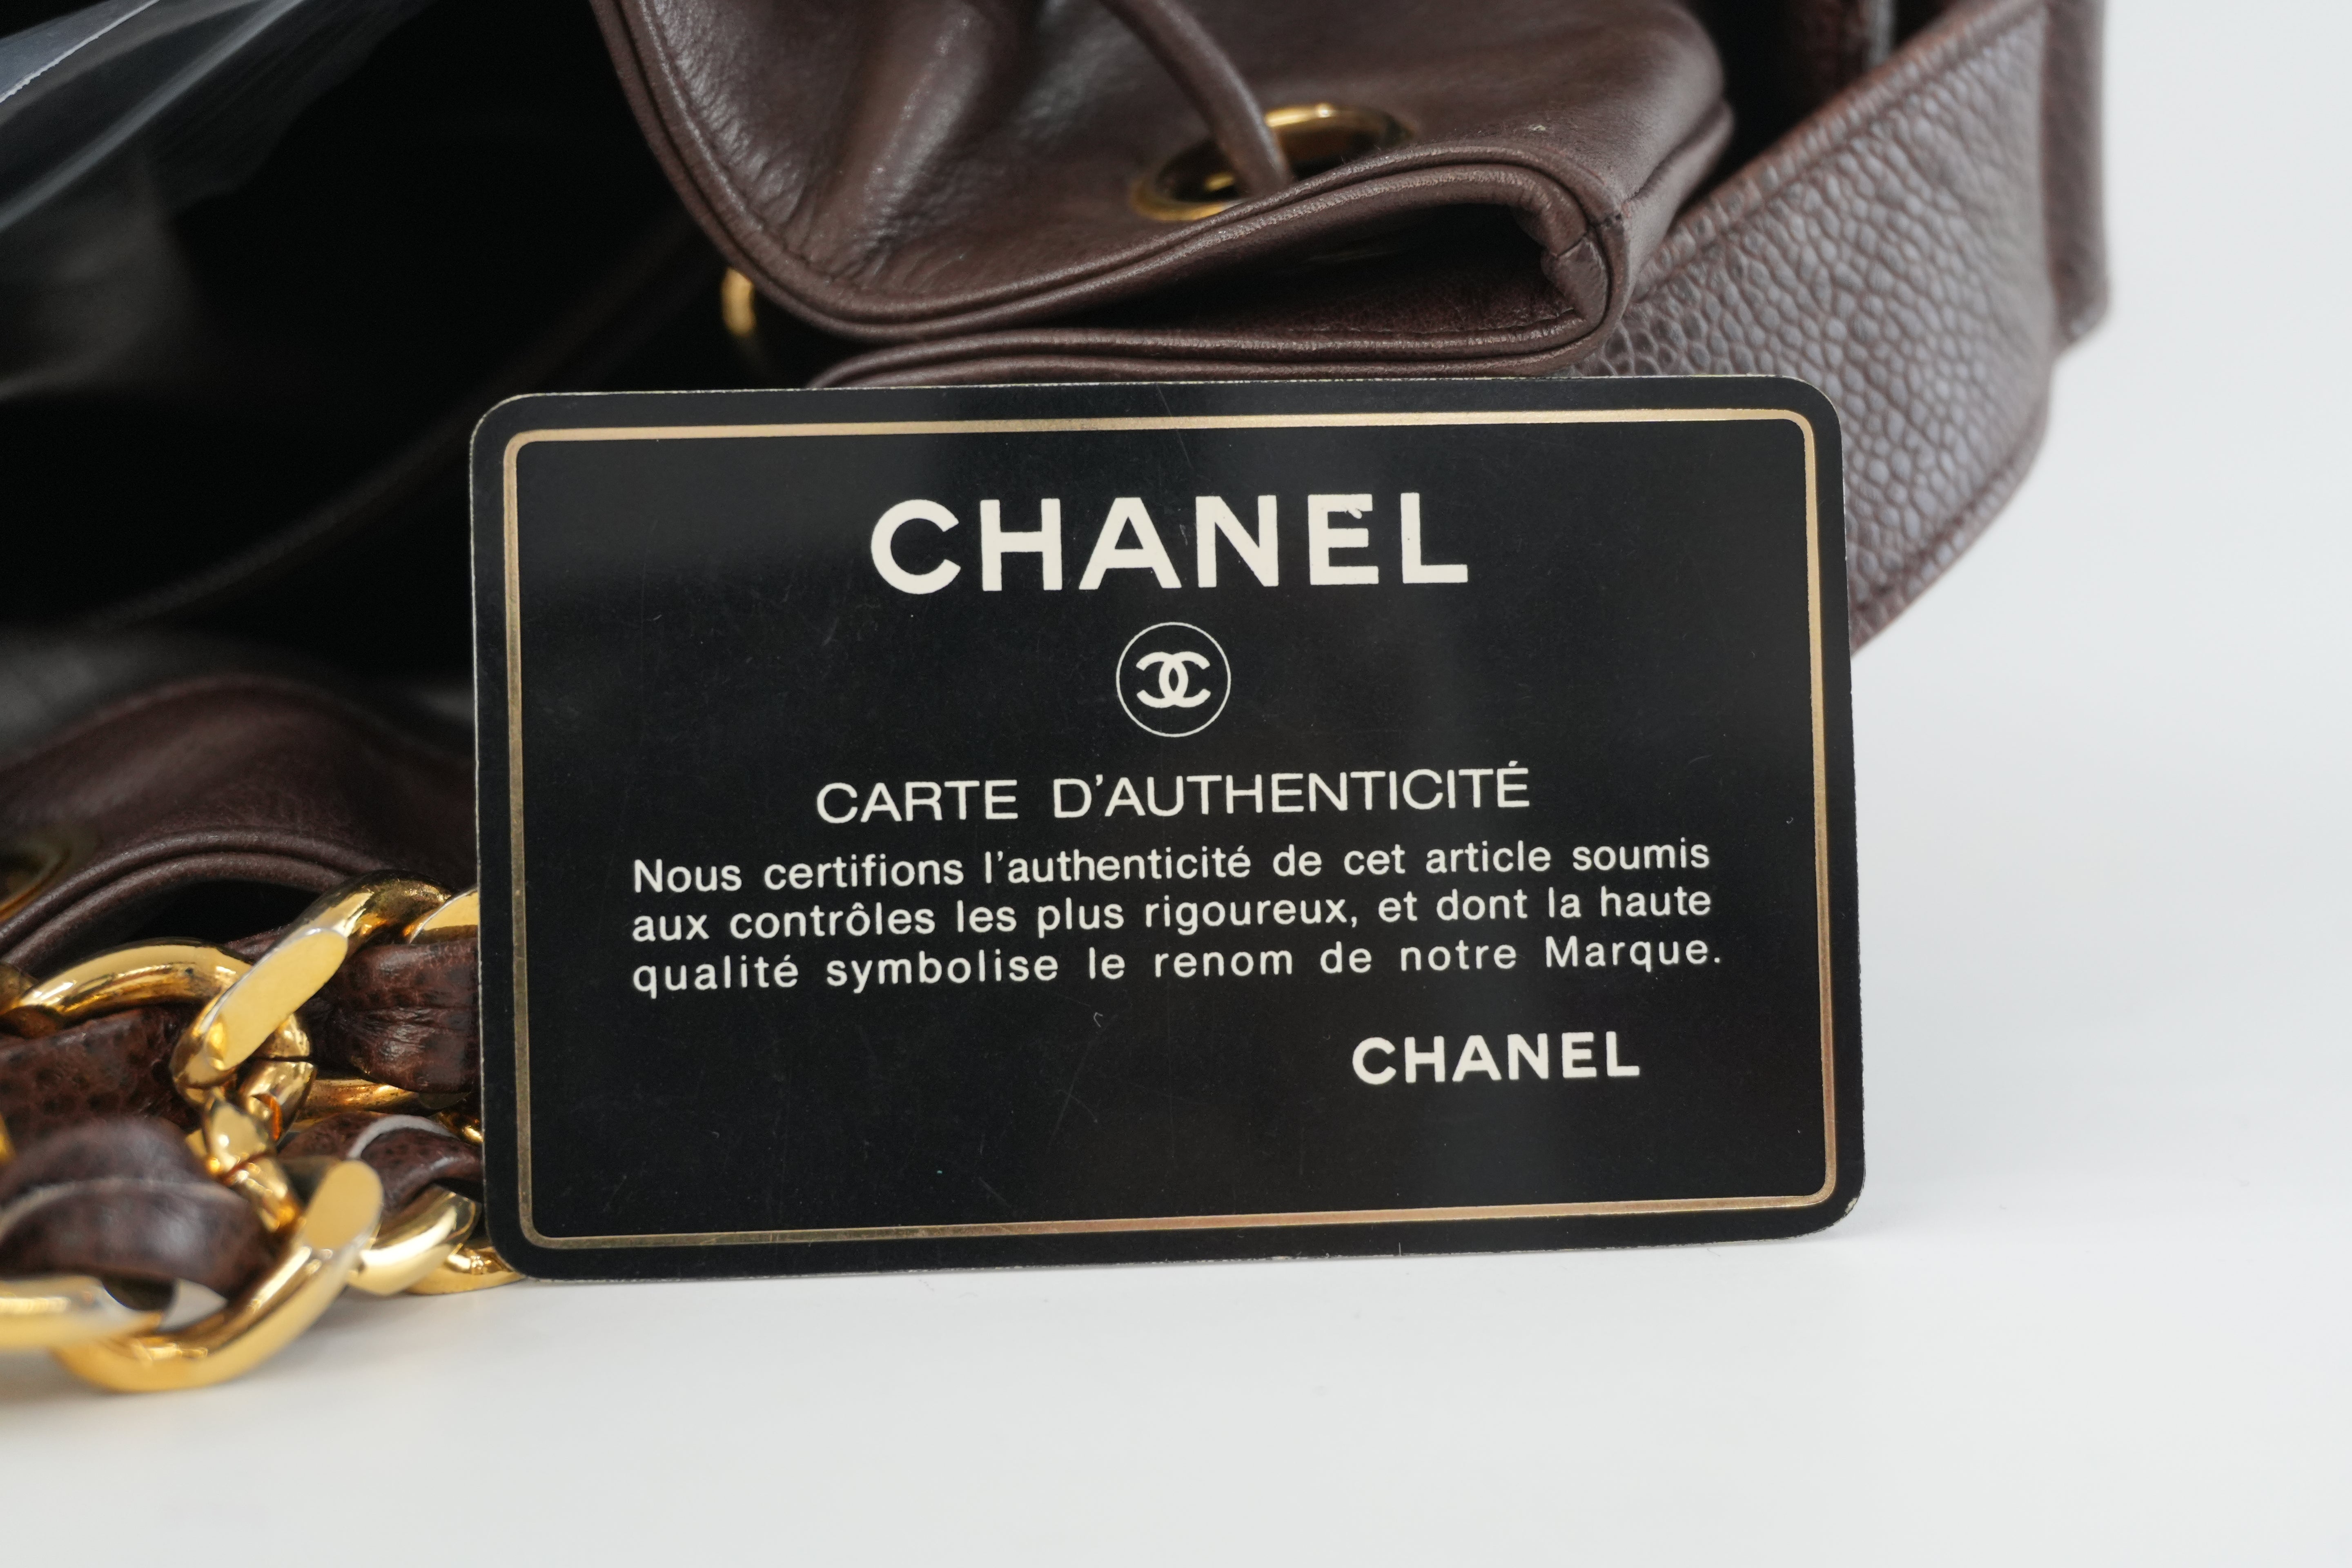 CHANEL
CARTE D'AUTHENTICITÉ
Nous certifions l'authenticité de cet article soumis
aux contrôles les plus rigoureux, et dont la haute
qualité symbolise le renom de notre Marque.
CHANEL